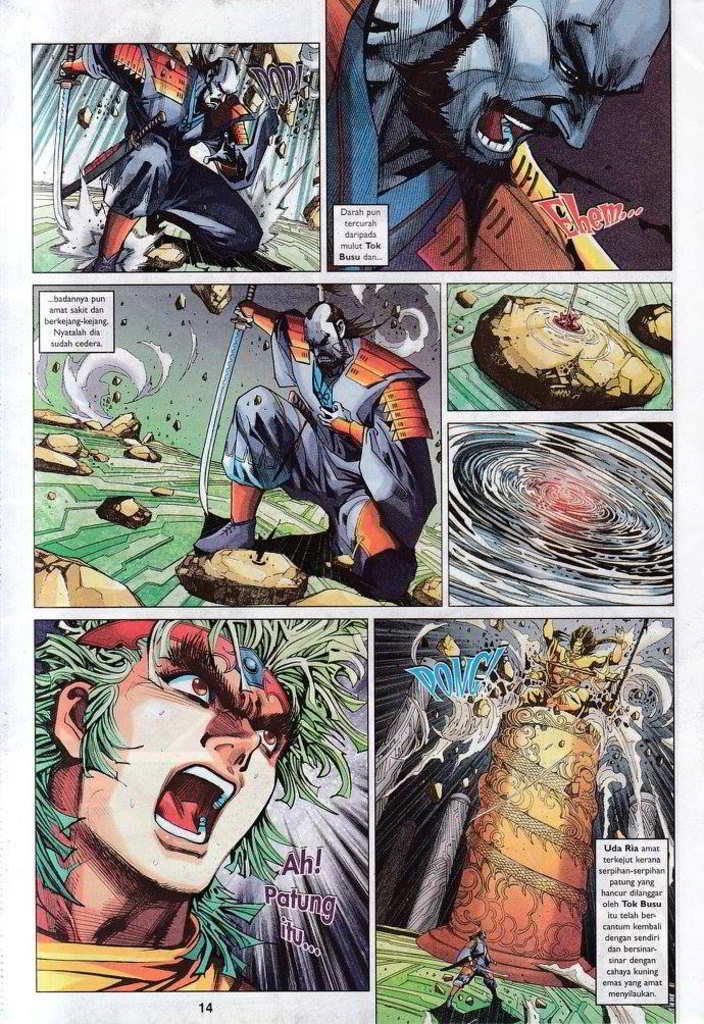 POP!
Darah pun
tercurah
daripada
mulut Tok
Busu dan...
Ehem...
...badannya pun
amat sakit dan
berkejang-kejang.
Nyatalah dia
sudah cedera.
Ah!
Patung
itu...
PONG!
Uda Ria amat
terkejut kerana
serpihan-serpihan
patung yang
hancur dilanggar
oleh Tok Busu
itu telah ber-
cantum kembali
dengan sendiri
dan bersinar-
sinar dengan
cahaya kuning
emas yang amat
menyilaukan.
14